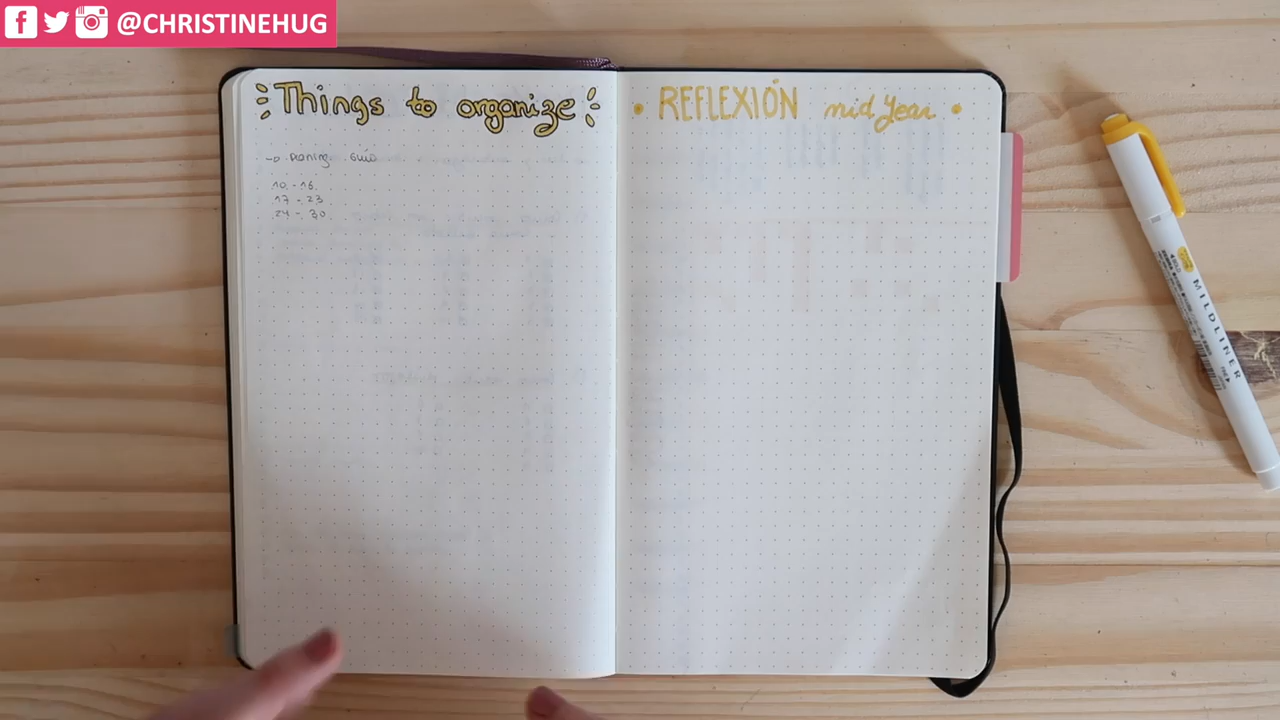 @CHRISTINEHUG
Things to organize
REFLEXIÓN mid year
10 - 16.
17 - 23
24 - 30
MILDLINER